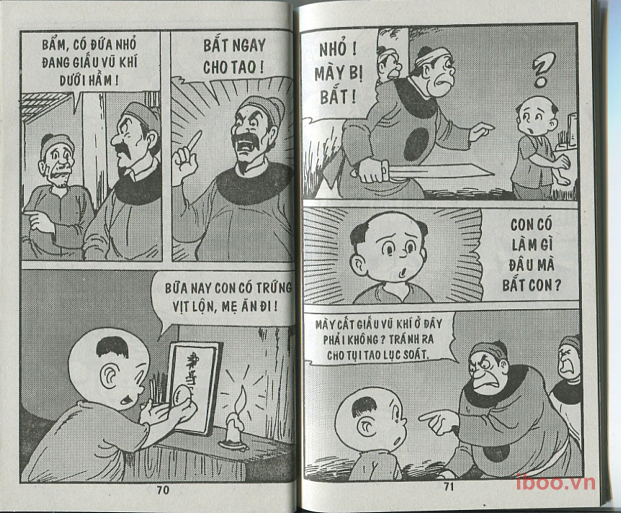 BẨM, CÓ ĐỨA NHỎ
ĐANG GIẤU VŨ KHÍ
DƯỚI HẦM !
BẮT NGAY
CHO TAO !
BỮA NAY CON CÓ TRỨNG
VỊT LỘN, MẸ ĂN ĐI !
70
NHỎ !
MÀY BỊ
BẮT !
?
CON CÓ
LÀM GÌ
ĐÂU MÀ
BẮT CON ?
MÀY CẤT GIẤU VŨ KHÍ Ở ĐÂY
PHẢI KHÔNG ? TRÁNH RA
CHO TỤI TAO LỤC SOÁT.
71
iboo.vn